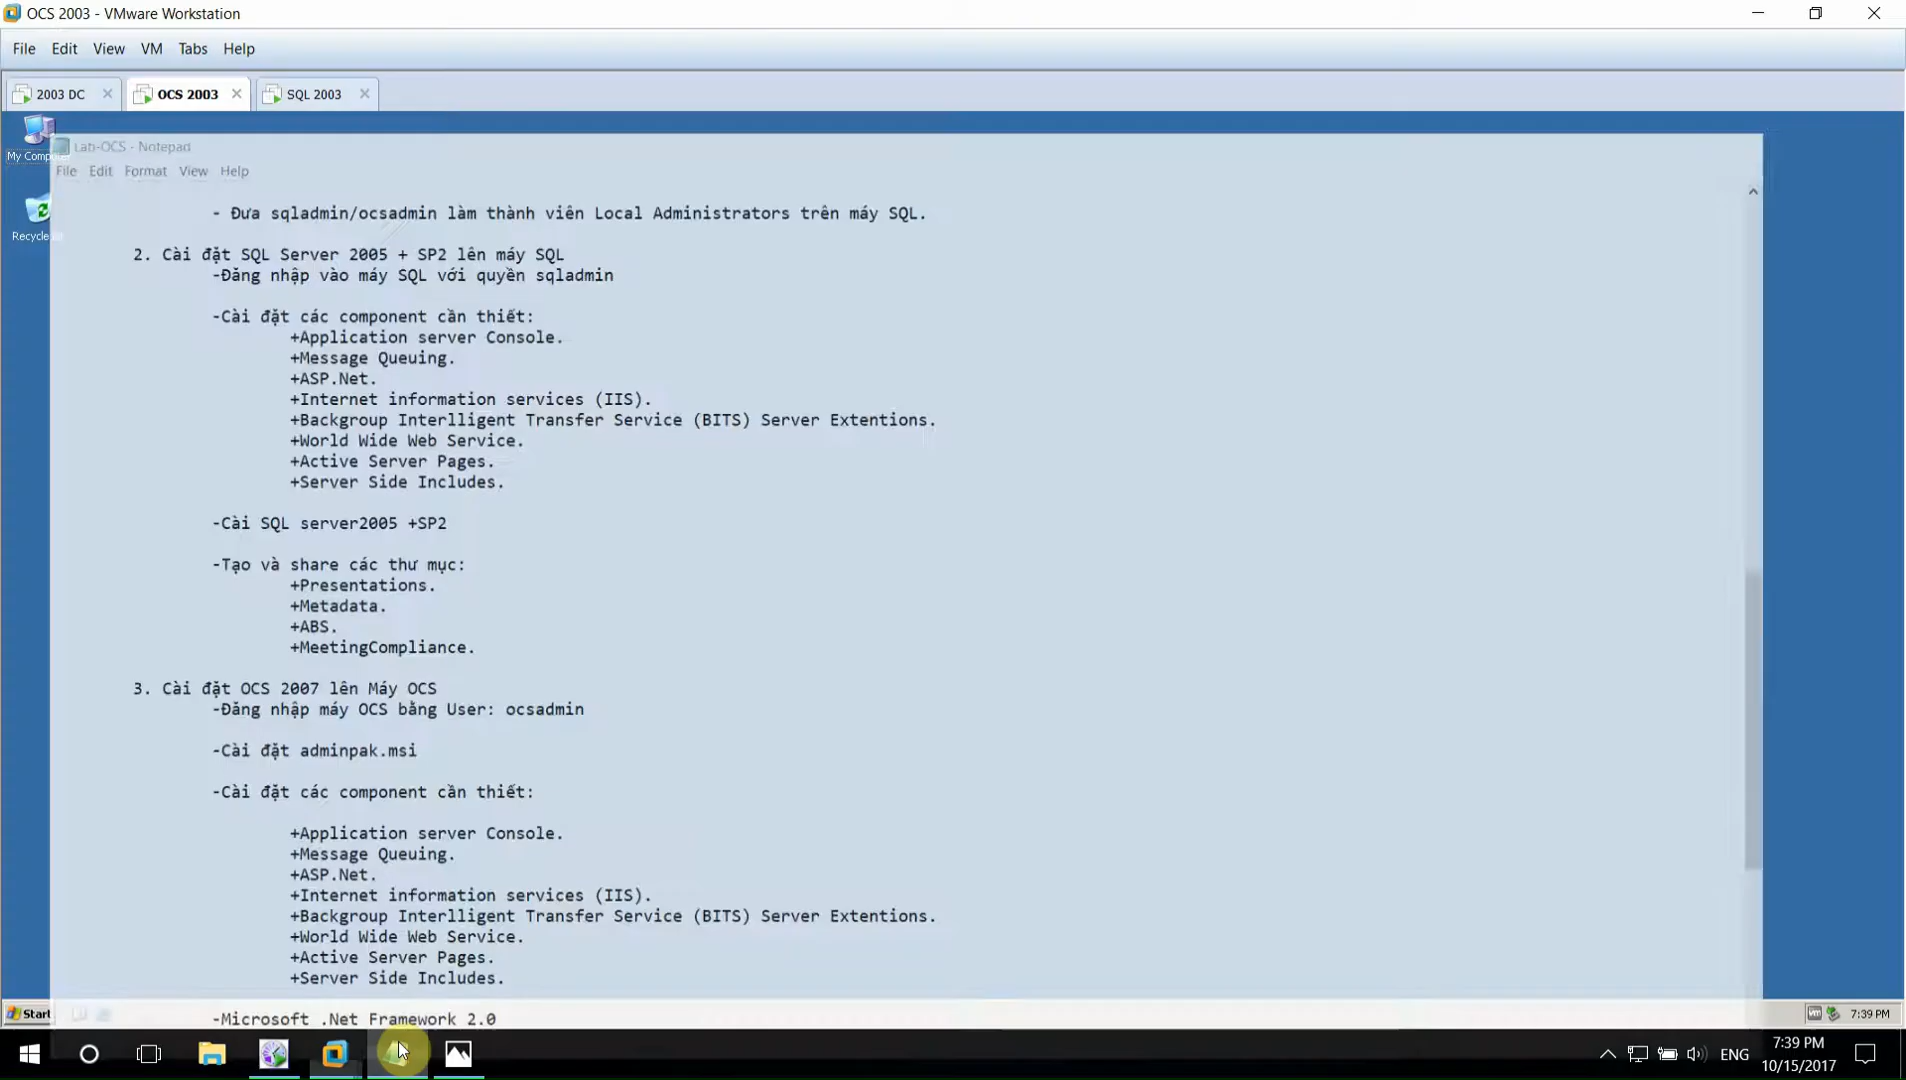 OCS 2003 - VMware Workstation
File Edit View VM Tabs Help
2003 DC OCS 2003 SQL 2003
My Comp
Lab-OCS - Notepad
File Edit Format View Help
Recycle
- Đưa sqladmin/ocsadmin làm thành viên Local Administrators trên máy SQL.
2. Cài đặt SQL Server 2005 + SP2 lên máy SQL
-Đăng nhập vào máy SQL với quyền sqladmin
-Cài đặt các component cần thiết:
+Application server Console.
+Message Queuing.
+ASP.Net.
+Internet information services (IIS).
+Backgroup Interlligent Transfer Service (BITS) Server Extentions.
+World Wide Web Service.
+Active Server Pages.
+Server Side Includes.
-Cài SQL server2005 +SP2
-Tạo và share các thư mục:
+Presentations.
+Metadata.
+ABS.
+MeetingCompliance.
3. Cài đặt OCS 2007 lên Máy OCS
-Đăng nhập máy OCS bằng User: ocsadmin
-Cài đặt adminpak.msi
-Cài đặt các component cần thiết:
+Application server Console.
+Message Queuing.
+ASP.Net.
+Internet information services (IIS).
+Backgroup Interlligent Transfer Service (BITS) Server Extentions.
+World Wide Web Service.
+Active Server Pages.
+Server Side Includes.
-Microsoft .Net Framework 2.0
Start
7:39 PM
ENG
7:39 PM
10/15/2017